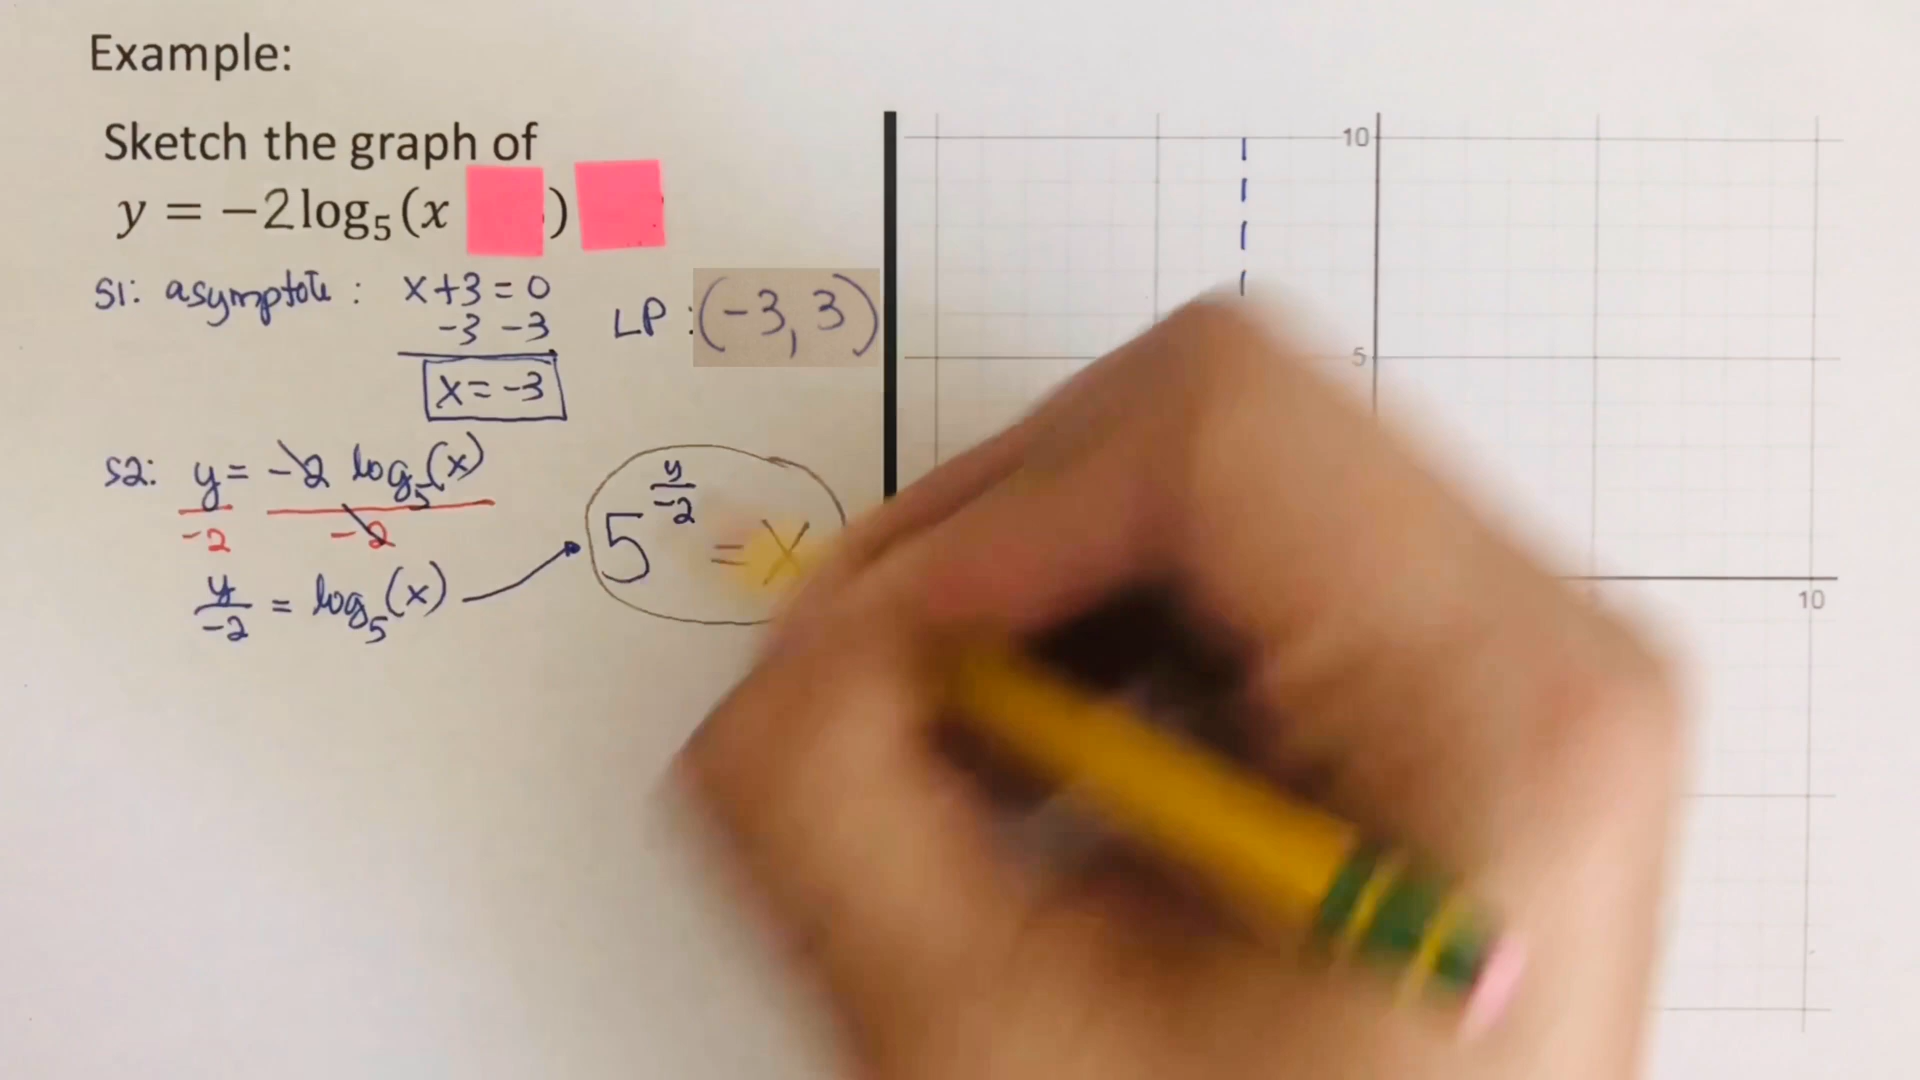 Example:
Sketch the graph of
y = −2log₅(x )
S1: asymptote : x+3=0
-3 -3
x=-3
LP :(-3, 3)
S2: y = -2 log₅(x)
-2 -2
y/-2 = log₅(x)
5^(y/-2) = x
10
5
10